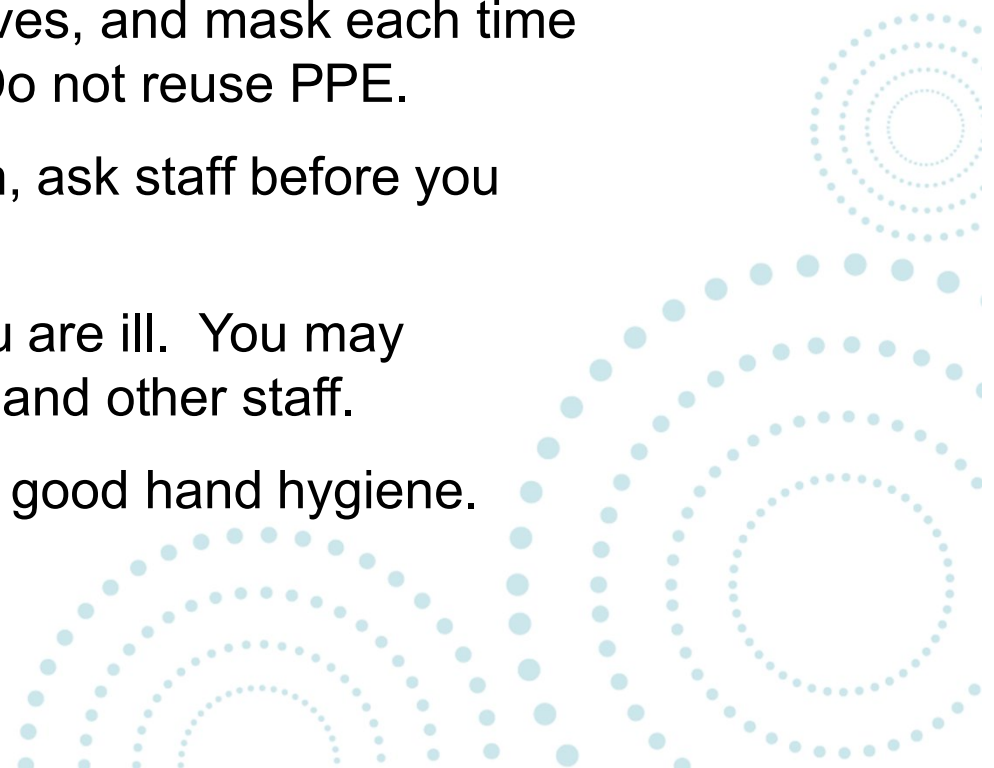 and mask each time
not reuse PPE.
ask staff before you
are ill.  You may
and other staff.
good hand hygiene.